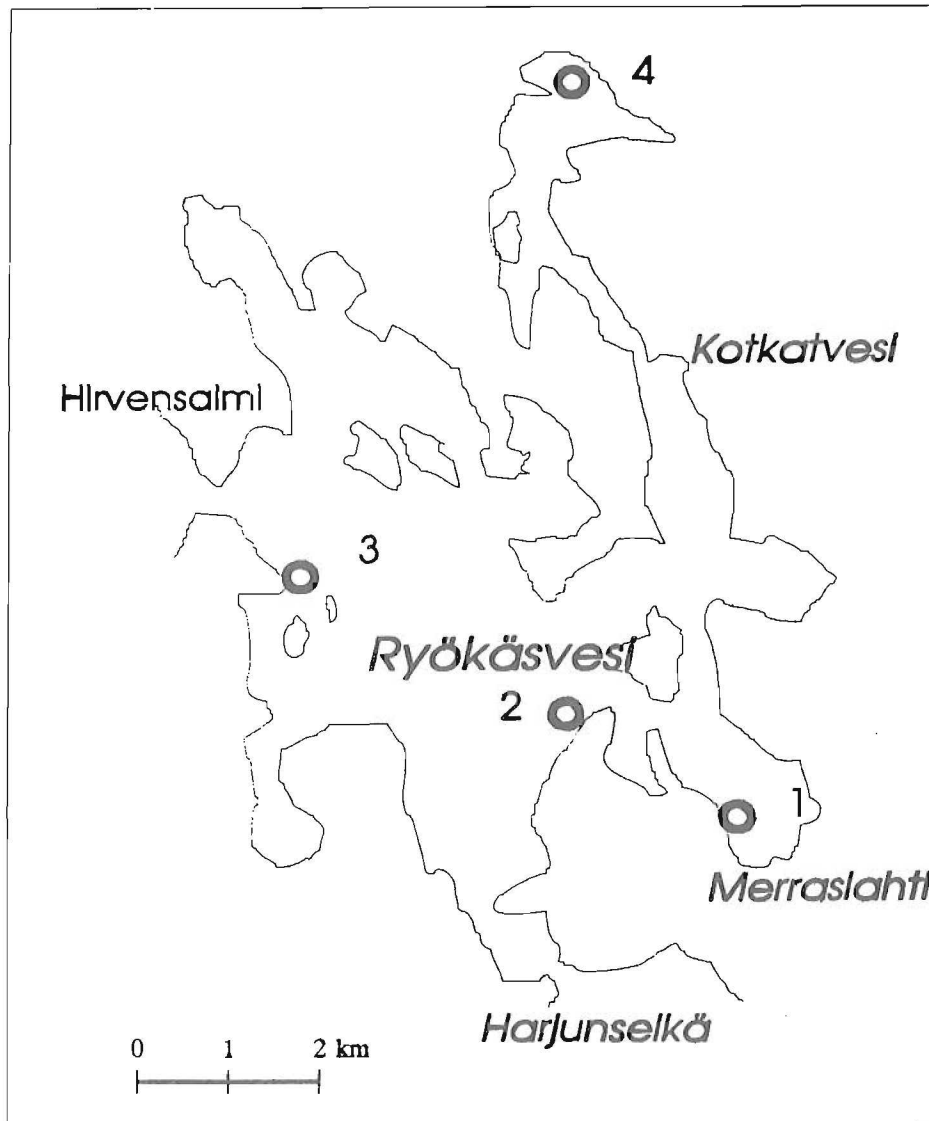 4
Kotkatvesi
Hirvensalmi
3
Ryökäsvesi
2
1
Merraslahti
Harjunselkä
0 1 2 km